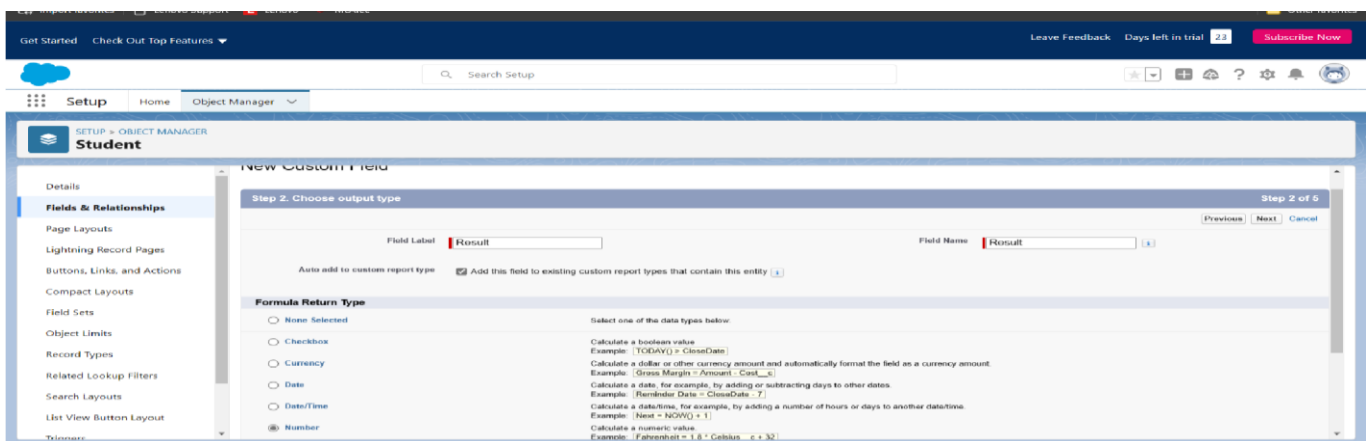 Get Started Check Out Top Features Leave Feedback Days left in trial 23 Subscribe Now
Search Setup
Setup Home Object Manager
SETUP > OBJECT MANAGER
Student
New Custom Field
Details
Fields & Relationships
Page Layouts
Lightning Record Pages
Buttons, Links, and Actions
Compact Layouts
Field Sets
Object Limits
Record Types
Related Lookup Filters
Search Layouts
List View Button Layout
Triggers
Step 2. Choose output type Step 2 of 5
Previous Next Cancel
Field Label Result Field Name Result
Auto add to custom report type Add this field to existing custom report types that contain this entity
Formula Return Type
None Selected Select one of the data types below.
Checkbox Calculate a boolean value
Example: TODAY() > CloseDate
Currency Calculate a dollar or other currency amount and automatically format the field as a currency amount.
Example: Gross Margin = Amount - Cost__c
Date Calculate a date, for example, by adding or subtracting days to other dates.
Example: Reminder Date = CloseDate - 7
Date/Time Calculate a date/time, for example, by adding a number of hours or days to another date/time.
Example: Next = NOW() + 1
Number Calculate a numeric value.
Example: Fahrenheit = 1.8 * Celsius__c + 32